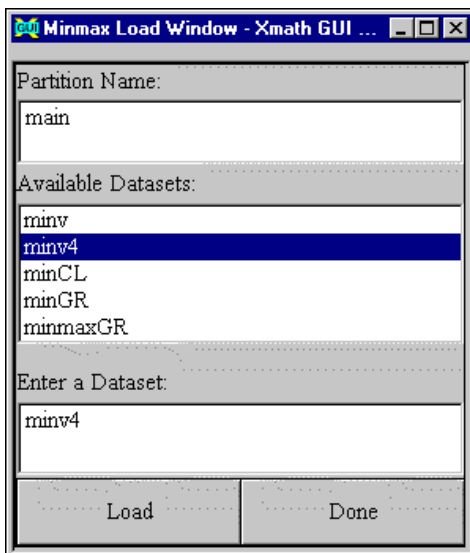 GUI Minmax Load Window - Xmath GUI ...
Partition Name:
main
Available Datasets:
minv
minv4
minCL
minGR
minmaxGR
Enter a Dataset:
minv4
Load
Done